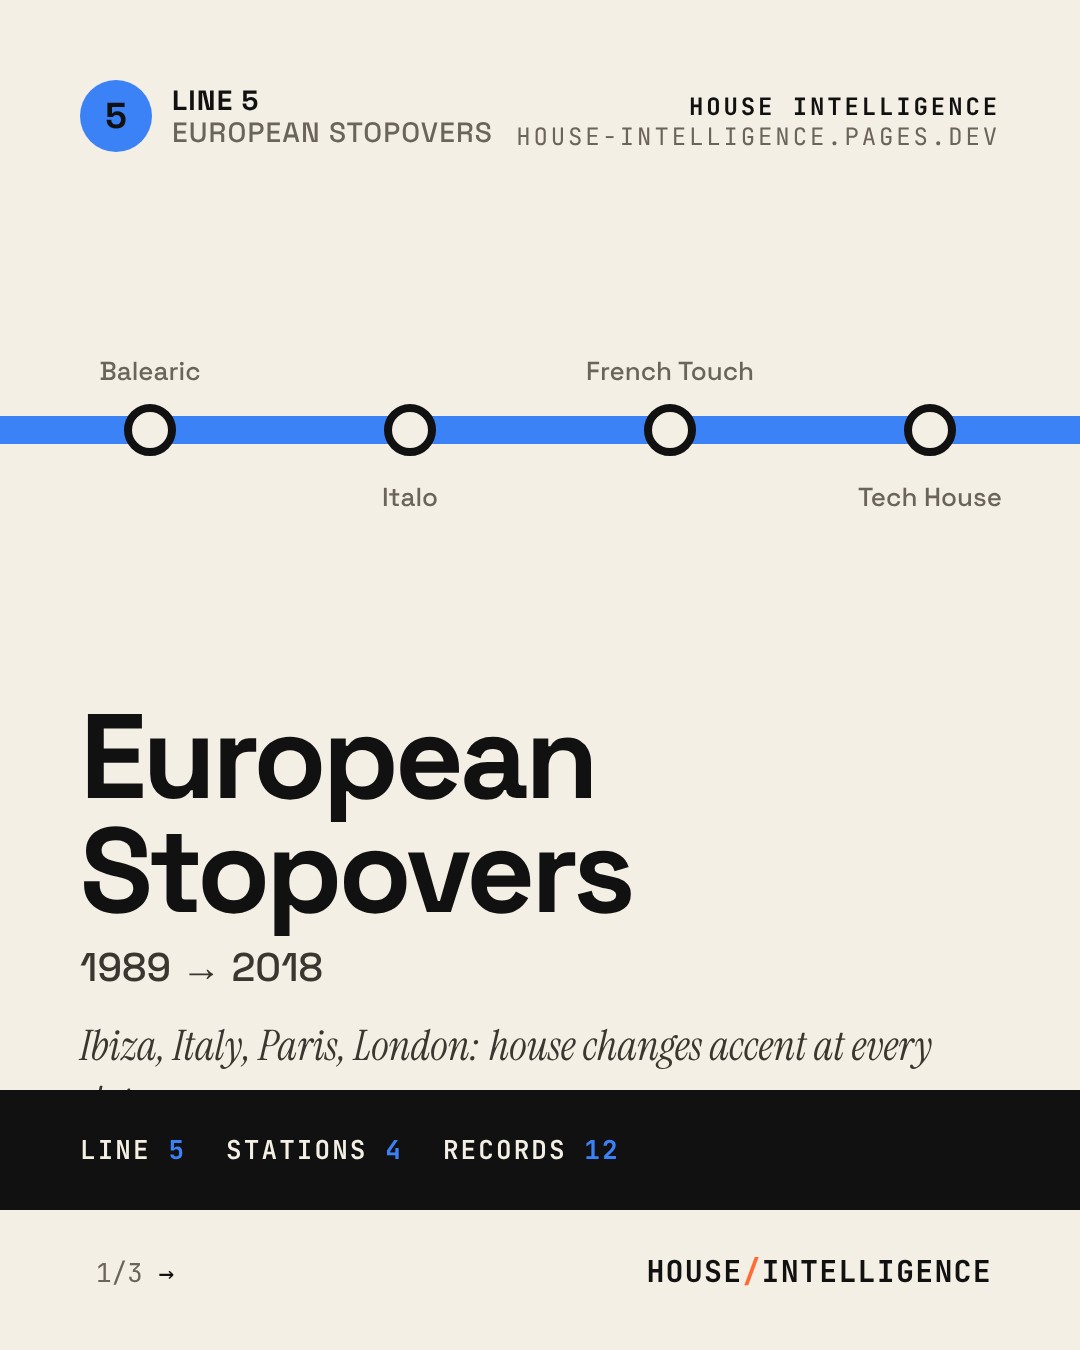 5
LINE 5
EUROPEAN STOPOVERS
HOUSE INTELLIGENCE
HOUSE-INTELLIGENCE.PAGES.DEV
Balearic
French Touch
Italo
Tech House
European
Stopovers
1989 → 2018
Ibiza, Italy, Paris, London: house changes accent at every
LINE 5 STATIONS 4 RECORDS 12
1/3 →
HOUSE/INTELLIGENCE